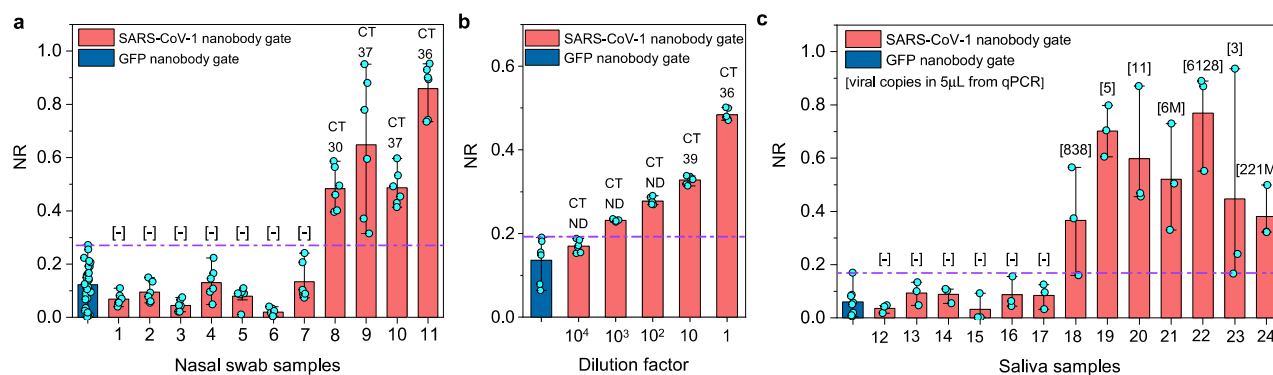 a
SARS-CoV-1 nanobody gate
GFP nanobody gate
CT
30
CT
37
CT
37
CT
36
[-] [-] [-] [-] [-] [-] [-]
NR
1.0
0.8
0.6
0.4
0.2
0.0
1 2 3 4 5 6 7 8 9 10 11
Nasal swab samples
b
SARS-CoV-1 nanobody gate
GFP nanobody gate
CT
ND
CT
ND
CT
ND
CT
39
CT
36
NR
0.6
0.4
0.2
0.0
10⁴ 10³ 10² 10 1
Dilution factor
c
SARS-CoV-1 nanobody gate
GFP nanobody gate
[viral copies in 5µL from qPCR]
[-] [-] [-] [-] [-] [-] [838] [5] [11] [6M] [6128] [3] [221M]
NR
1.0
0.8
0.6
0.4
0.2
0.0
12 13 14 15 16 17 18 19 20 21 22 23 24
Saliva samples